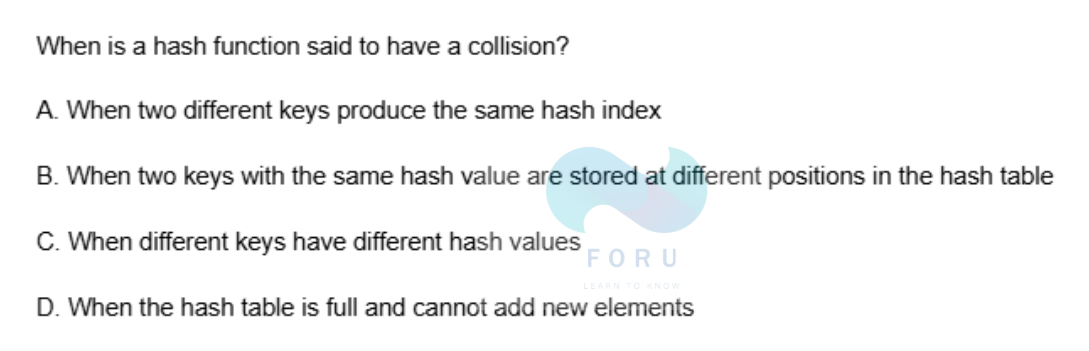 When is a hash function said to have a collision?
A. When two different keys produce the same hash index
B. When two keys with the same hash value are stored at different positions in the hash table
C. When different keys have different hash values
FORU
LEARN TO KNOW
D. When the hash table is full and cannot add new elements